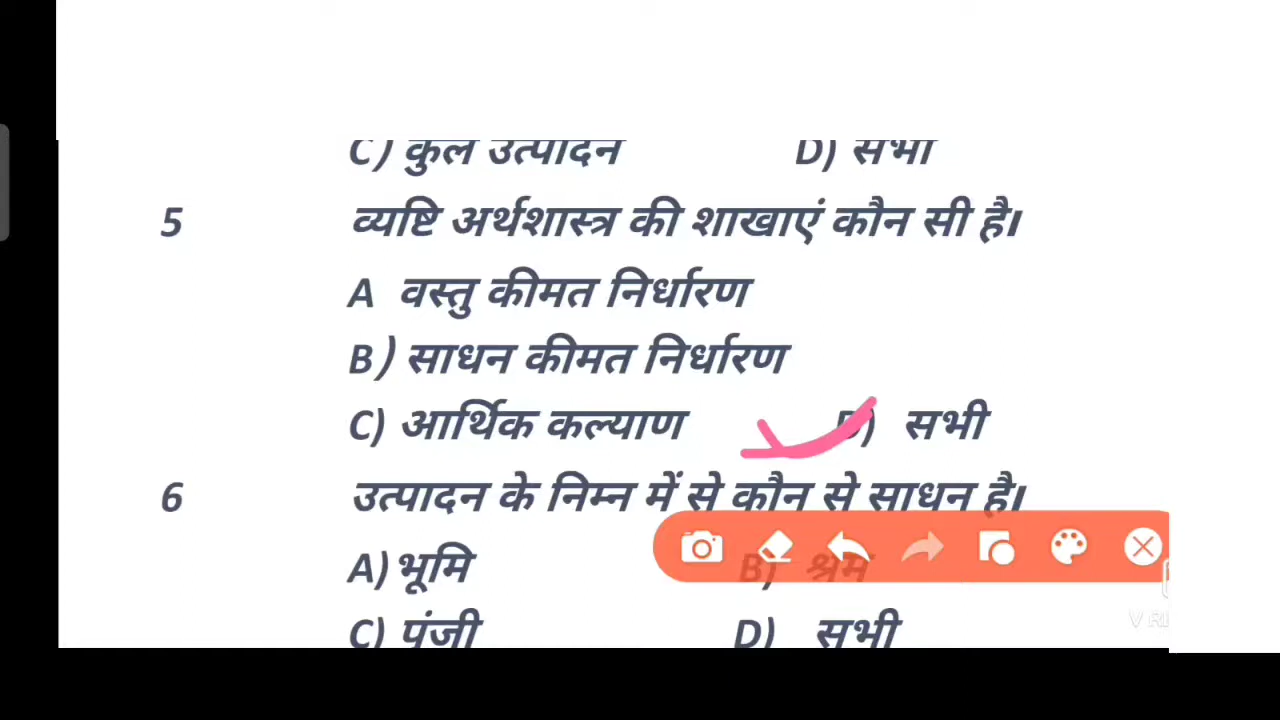 C) कुल उत्पादन D) सभी
5 व्यष्टि अर्थशास्त्र की शाखाएं कौन सी है।
A वस्तु कीमत निर्धारण
B) साधन कीमत निर्धारण
C) आर्थिक कल्याण D) सभी
6 उत्पादन के निम्न में से कौन से साधन है।
A) भूमि B) श्रम
C) पूंजी D) सभी